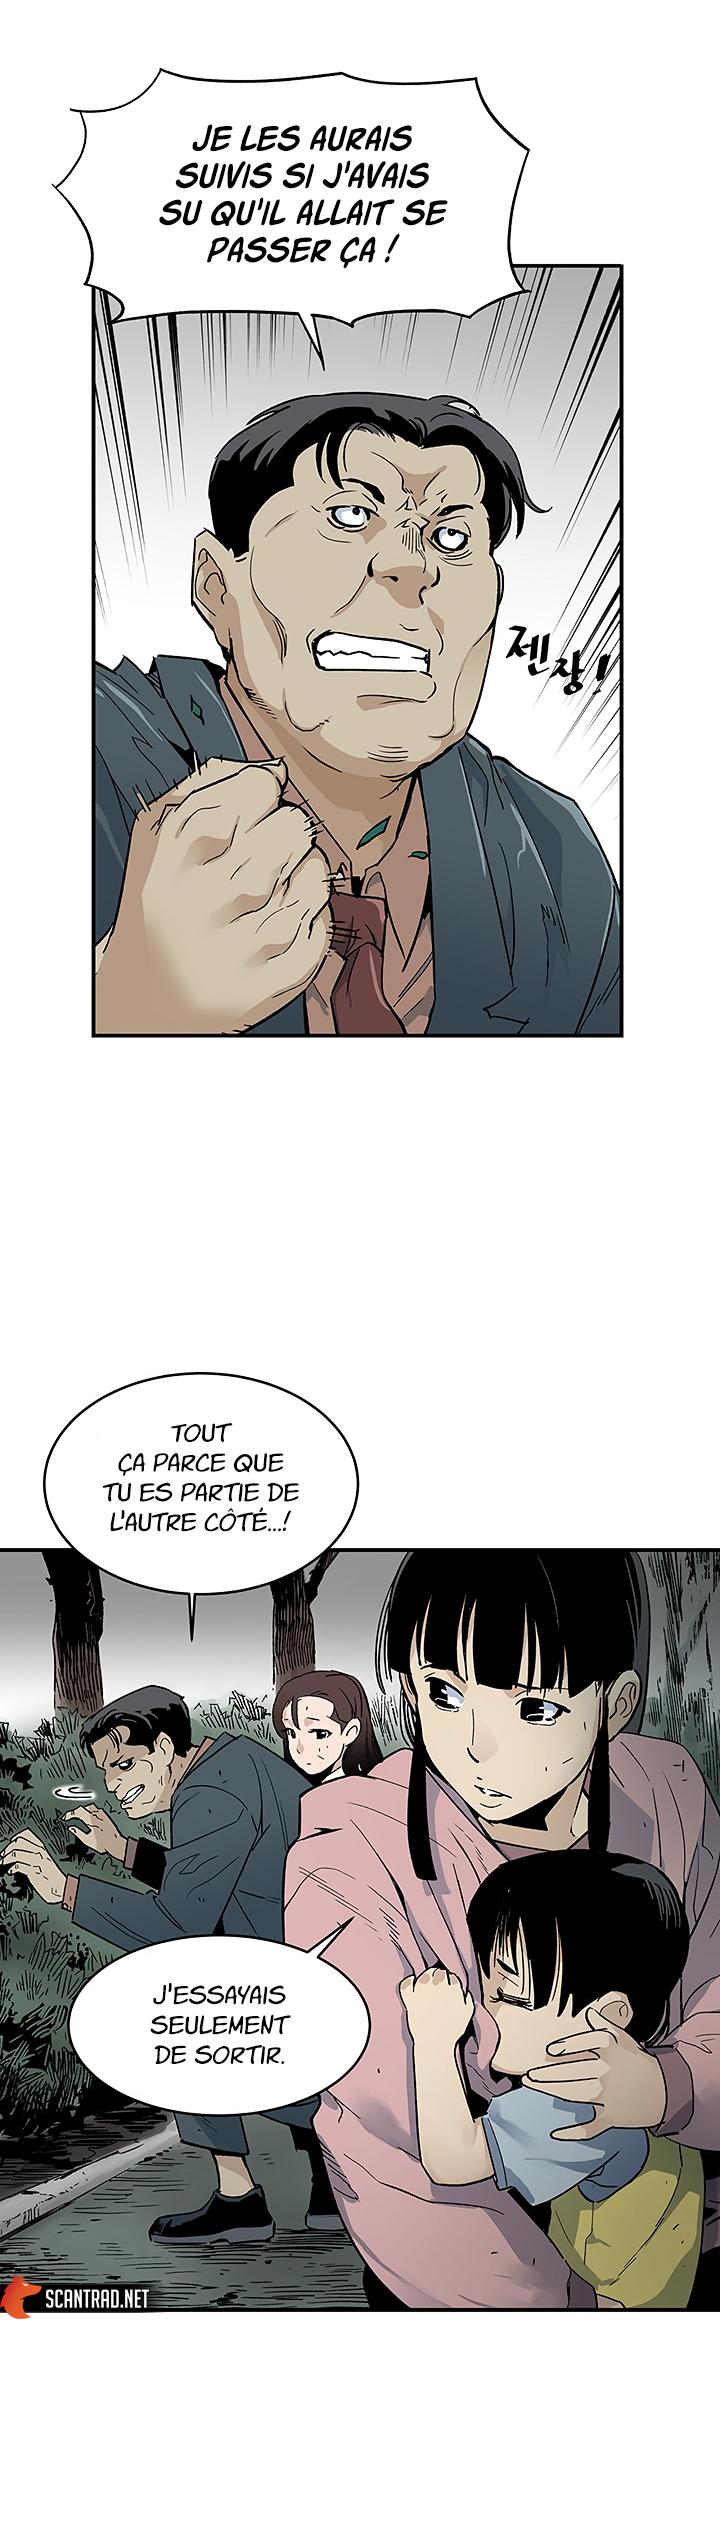 JE LES AURAIS
SUIVIS SI J'AVAIS
SU QU'IL ALLAIT SE
PASSER ÇA !
젠장!
TOUT
ÇA PARCE QUE
TU ES PARTIE DE
L'AUTRE CÔTÉ...!
J'ESSAYAIS
SEULEMENT
DE SORTIR.
SCANTRAD.NET